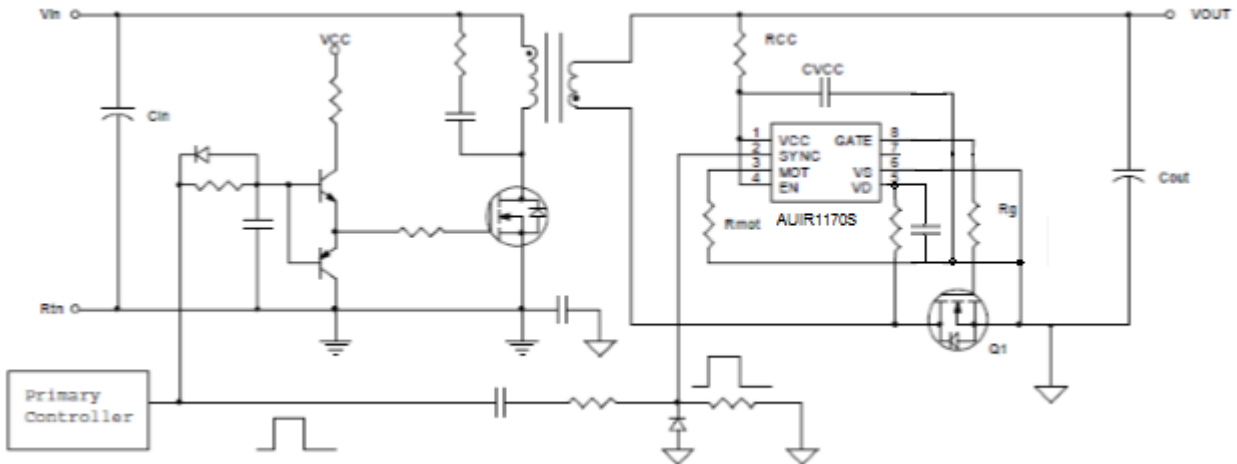 Vin
VOUT
RCC
VCC
CVCC
Cin
1 VCC GATE 8
2 SYNC 7
3 MOT VS 6
4 EN VD 5
Cout
Rmot
AUIR1170S
Rg
Rtn
Q1
Primary
Controller